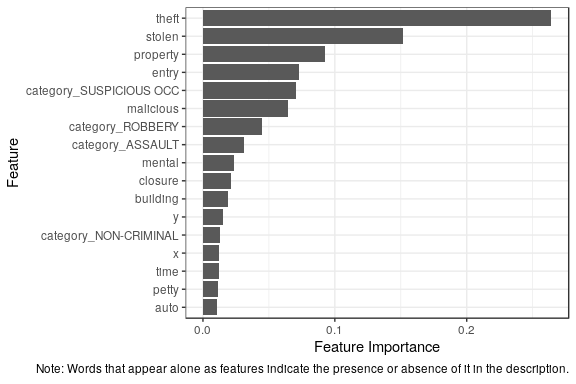 theft
stolen
property
entry
category_SUSPICIOUS OCC
malicious
category_ROBBERY
category_ASSAULT
mental
closure
building
y
category_NON-CRIMINAL
x
time
petty
auto
Feature
0.0 0.1 0.2
Feature Importance
Note: Words that appear alone as features indicate the presence or absence of it in the description.